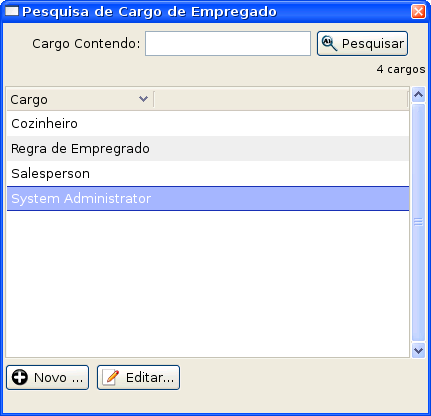 Pesquisa de Cargo de Empregado
Cargo Contendo:
Pesquisar
4 cargos
Cargo
Cozinheiro
Regra de Empregrado
Salesperson
System Administrator
Novo ...
Editar...